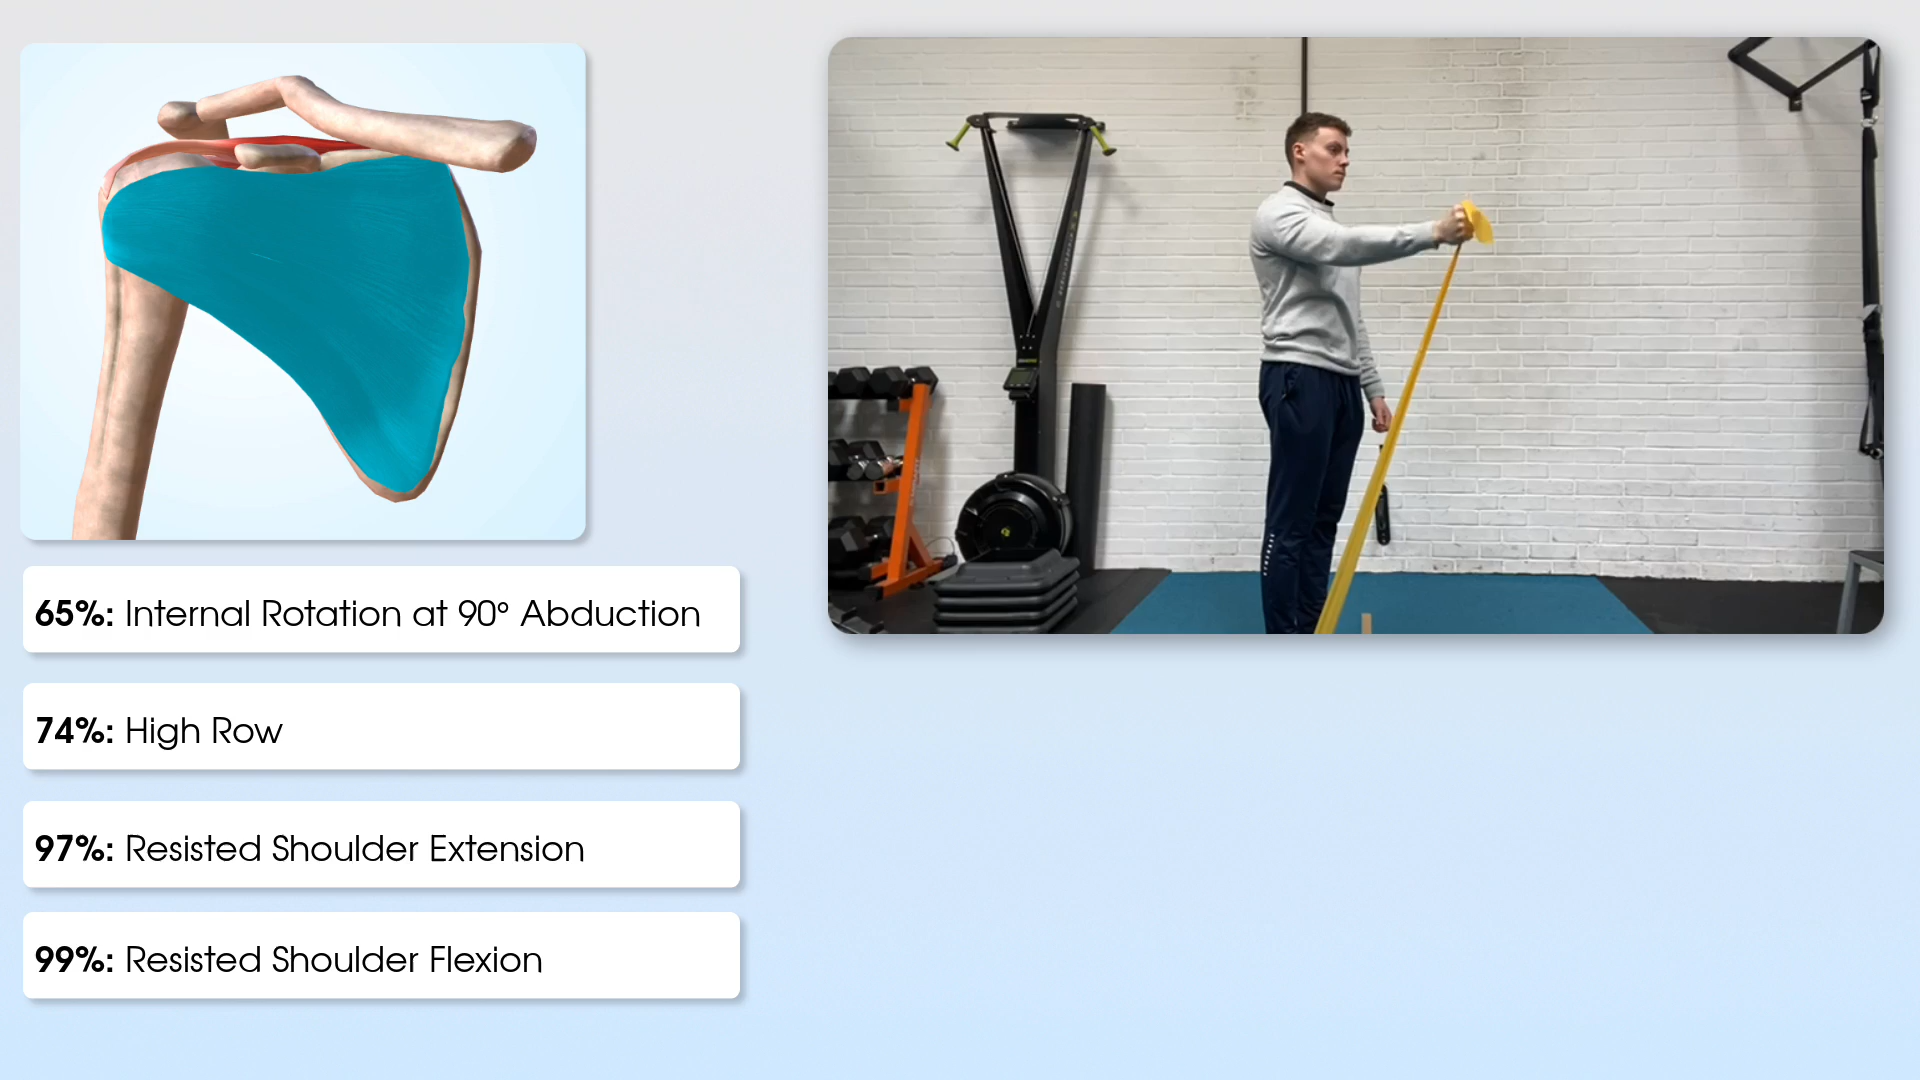 65%: Internal Rotation at 90° Abduction
74%: High Row
97%: Resisted Shoulder Extension
99%: Resisted Shoulder Flexion